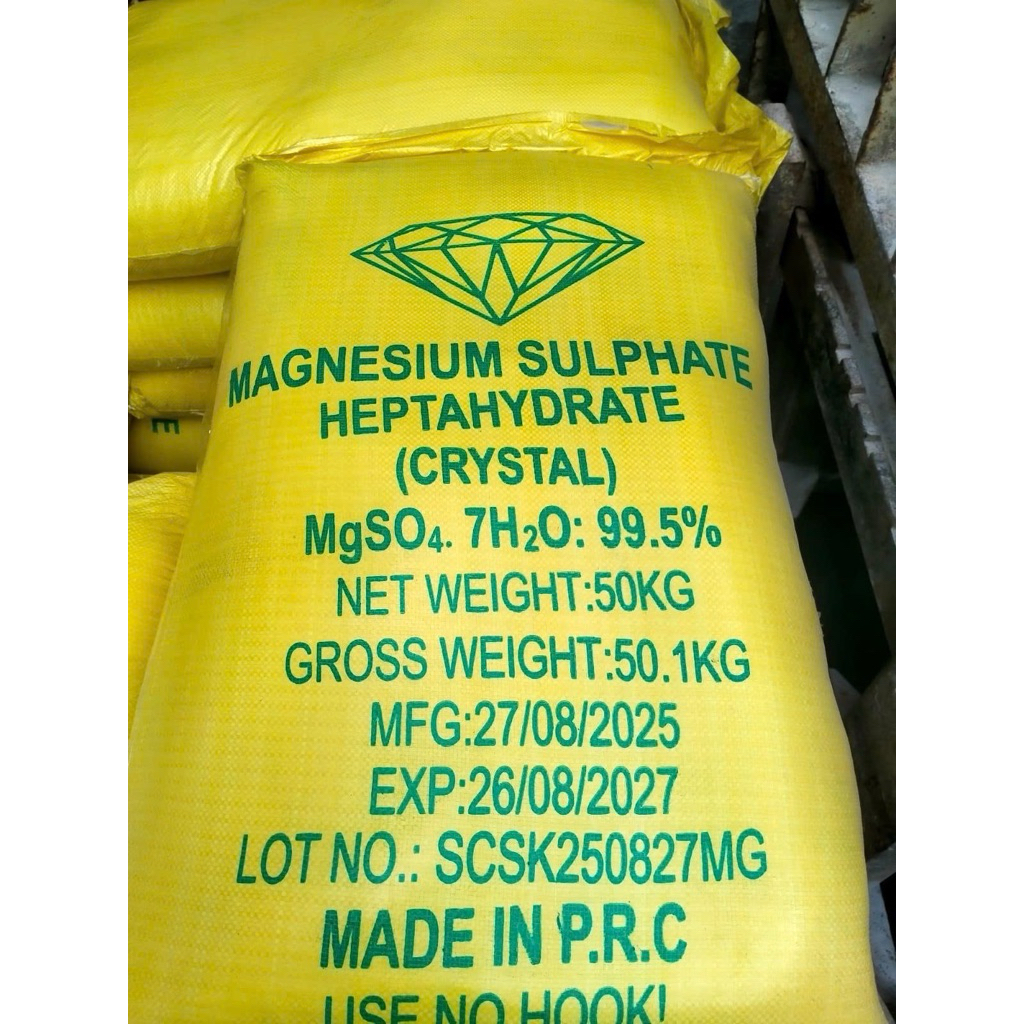 MAGNESIUM SULPHATE
HEPTAHYDRATE
(CRYSTAL)
MgSO₄. 7H₂O: 99.5%
NET WEIGHT:50KG
GROSS WEIGHT:50.1KG
MFG:27/08/2025
EXP:26/08/2027
LOT NO.: SCSK250827MG
MADE IN P.R.C
USE NO HOOK!